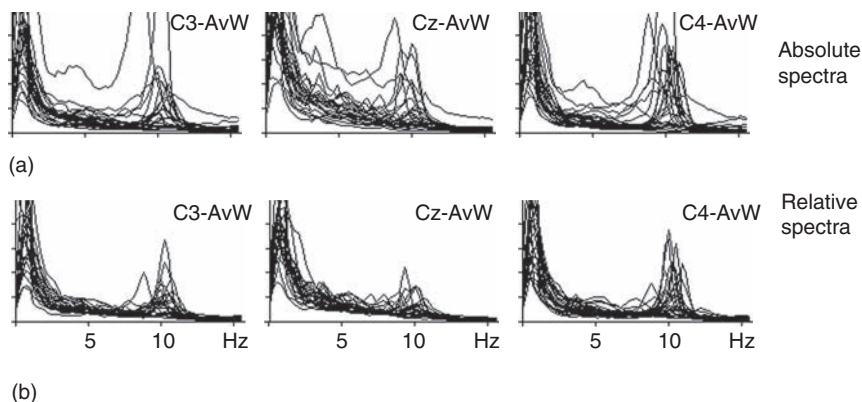 C3-AvW
Cz-AvW
C4-AvW
Absolute
spectra
(a)
C3-AvW
Cz-AvW
C4-AvW
Relative
spectra
5
10
Hz
5
10
Hz
5
10
Hz
(b)